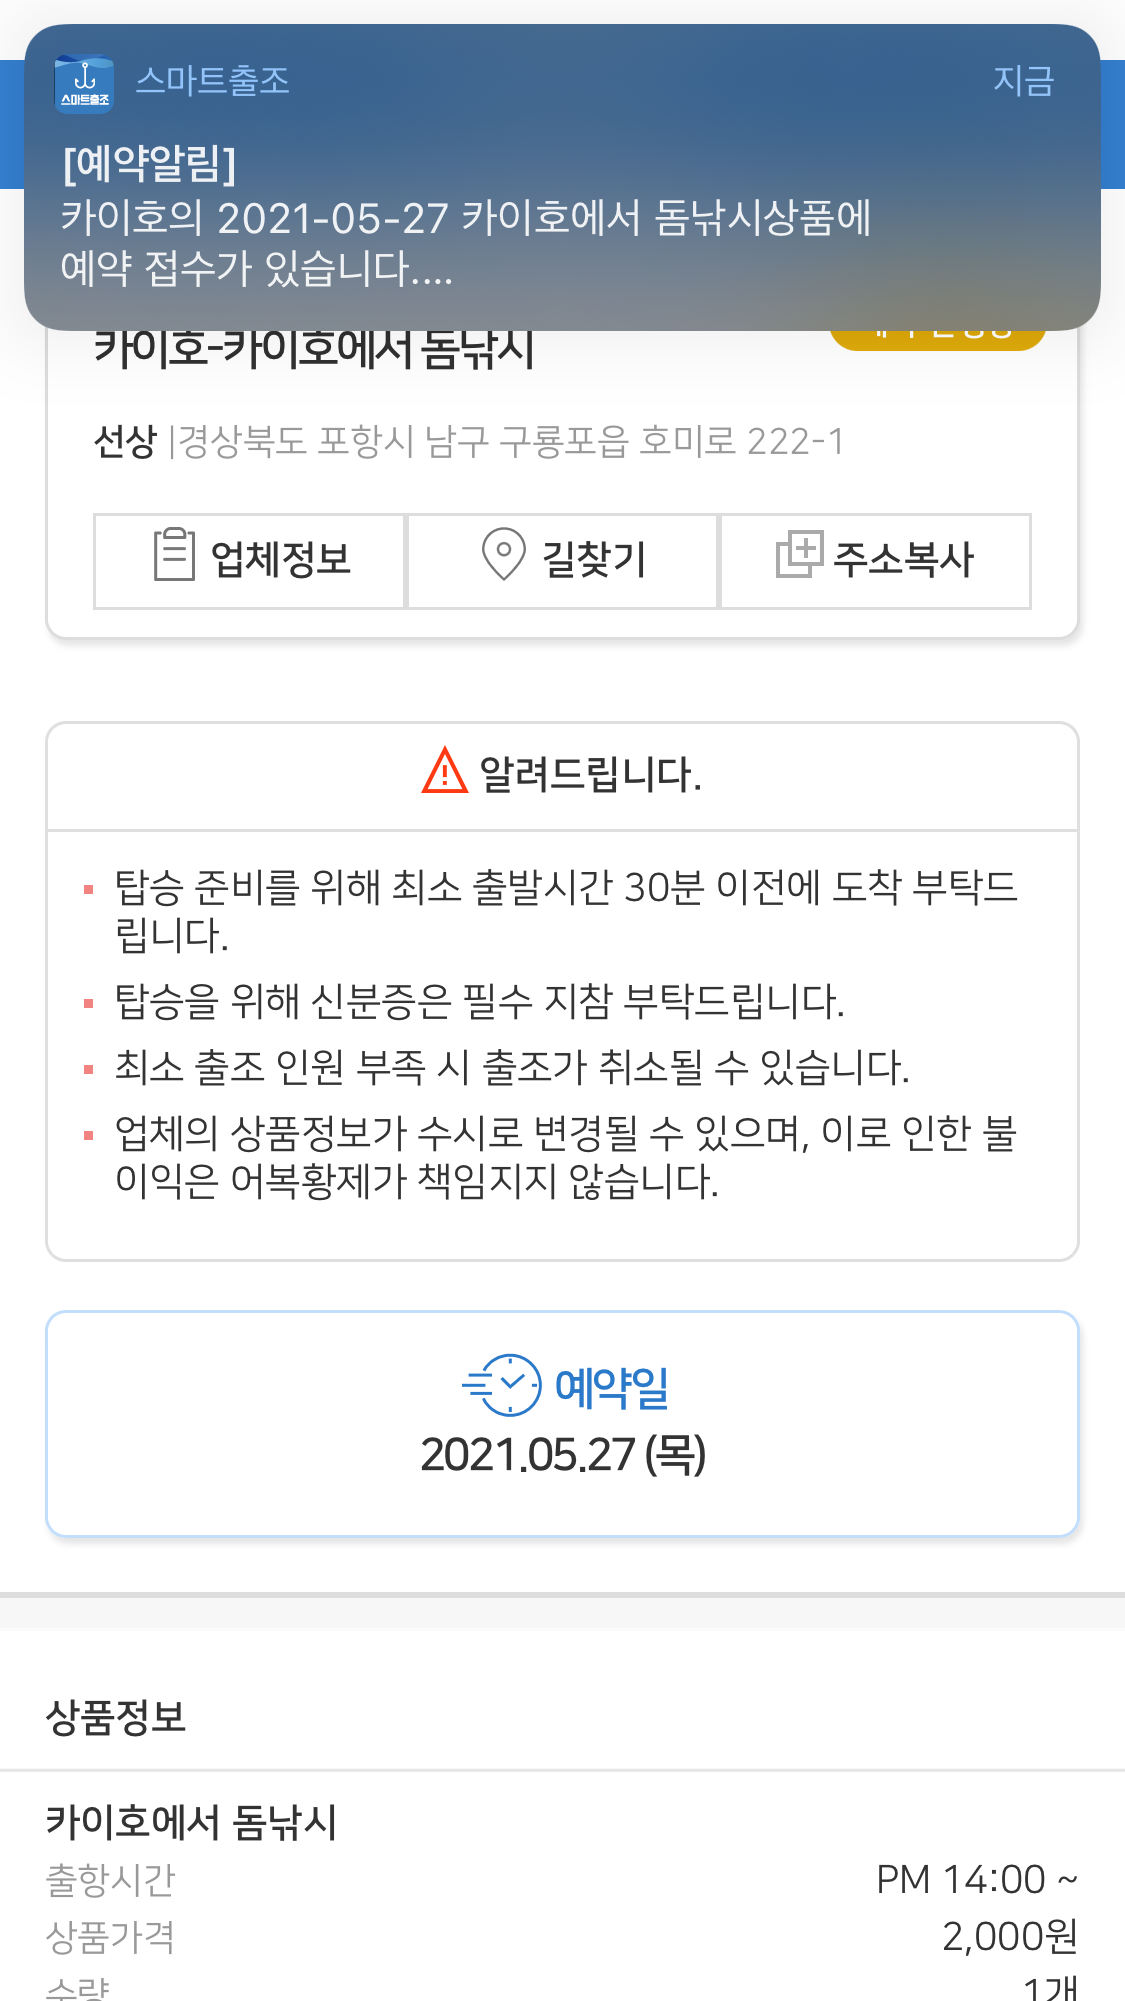 스마트출조
스마트출조 지금
[예약알림]
카이호의 2021-05-27 카이호에서 돔낚시상품에
예약 접수가 있습니다....
카이호-카이호에서 돔낚시
선상 |경상북도 포항시 남구 구룡포읍 호미로 222-1
업체정보 길찾기 주소복사
알려드립니다.
탑승 준비를 위해 최소 출발시간 30분 이전에 도착 부탁드
립니다.
탑승을 위해 신분증은 필수 지참 부탁드립니다.
최소 출조 인원 부족 시 출조가 취소될 수 있습니다.
업체의 상품정보가 수시로 변경될 수 있으며, 이로 인한 불
이익은 어복황제가 책임지지 않습니다.
예약일
2021.05.27 (목)
상품정보
카이호에서 돔낚시
출항시간 PM 14:00 ~
상품가격 2,000원
수량 1개